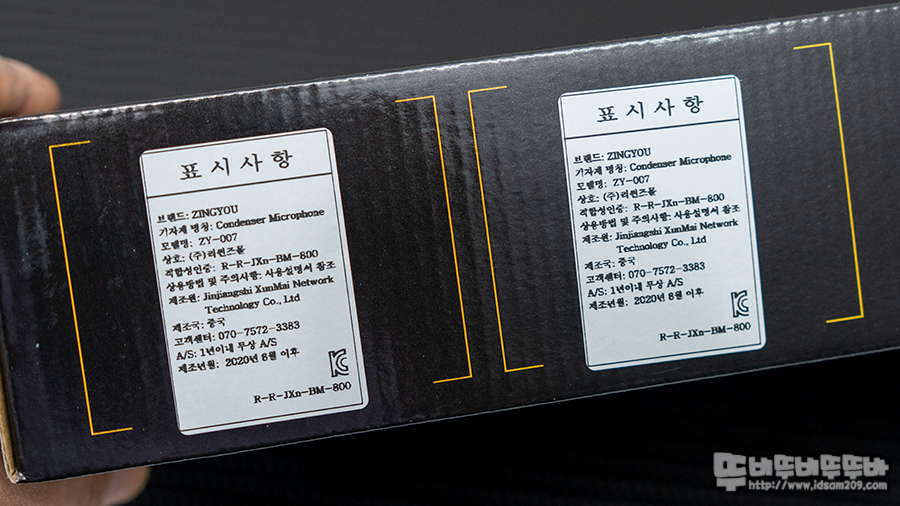 표시사항
브랜드: ZINGYOU
기자재 명칭: Condenser Microphone
모델명: ZY-007
상호: (주)리썬즈몰
적합성인증: R-R-JXn-BM-800
상용방법 및 주의사항: 사용설명서 참조
제조원: Jinjiangshi XunMai Network
Technology Co., Ltd
제조국: 중국
고객센터: 070-7572-3383
A/S: 1년이내 무상 A/S
제조년월: 2020년 8월 이후
R-R-JXn-BM-800
표시사항
브랜드: ZINGYOU
기자재 명칭: Condenser Microphone
모델명: ZY-007
상호: (주)리썬즈몰
적합성인증: R-R-JXn-BM-800
상용방법 및 주의사항: 사용설명서 참조
제조원: Jinjiangshi XunMai Network
Technology Co., Ltd
제조국: 중국
고객센터: 070-7572-3383
A/S: 1년이내 무상 A/S
제조년월: 2020년 8월 이후
R-R-JXn-BM-800
뚜바뚜바뚜뚜바
http://www.idsam209.com